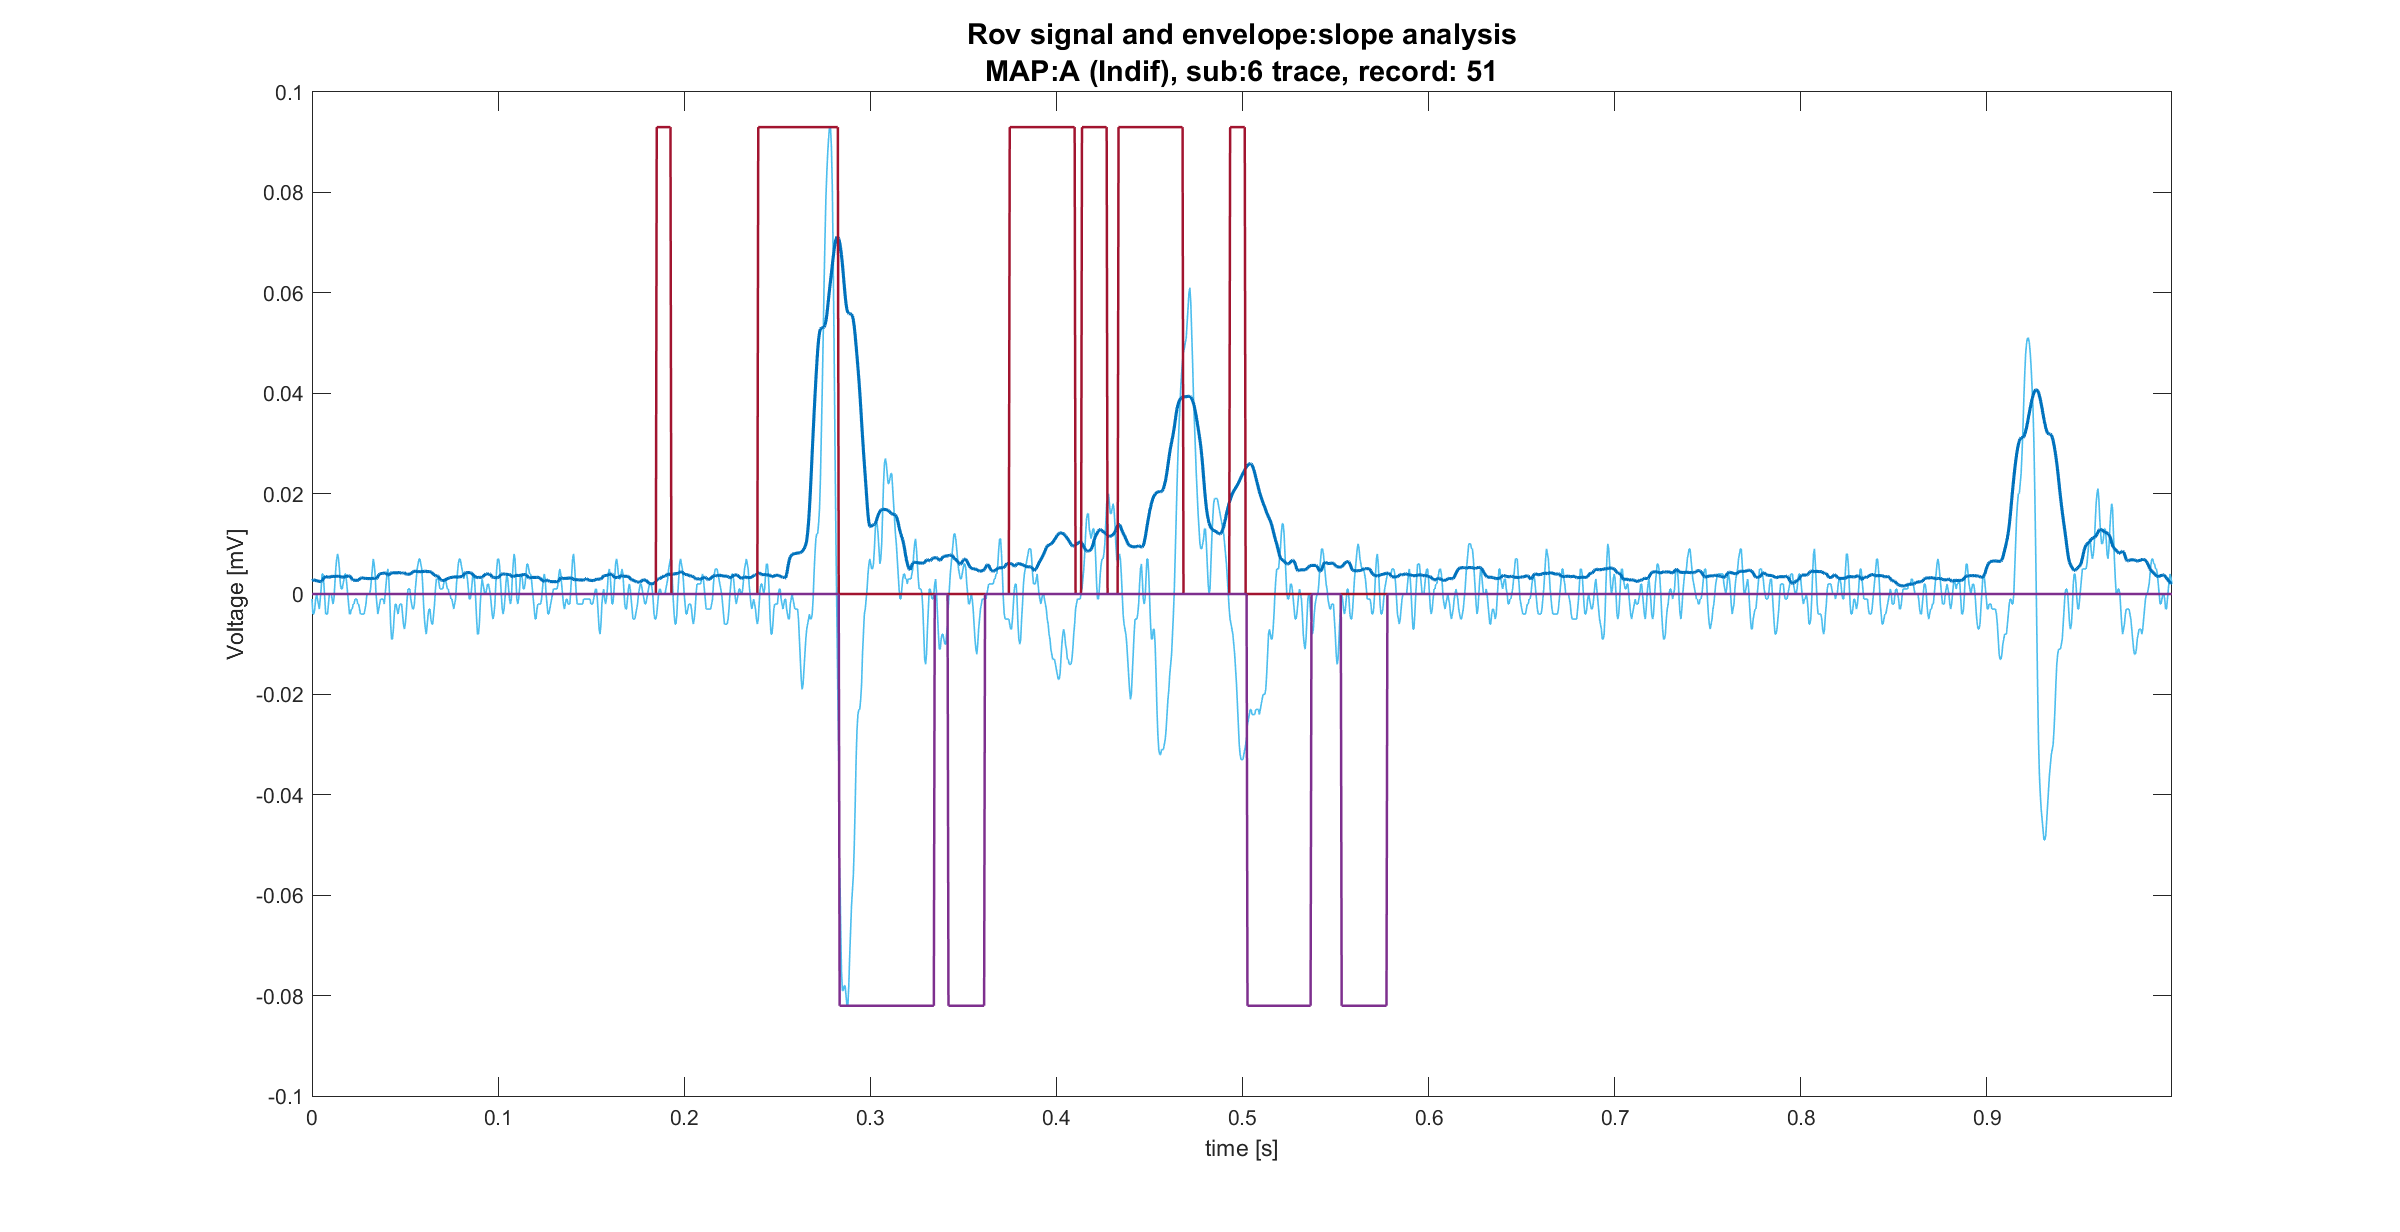 Rov signal and envelope:slope analysis
MAP:A (Indif), sub:6 trace, record: 51
0.1
0.08
0.06
0.04
0.02
0
-0.02
-0.04
-0.06
-0.08
-0.1
Voltage [mV]
0 0.1 0.2 0.3 0.4 0.5 0.6 0.7 0.8 0.9
time [s]